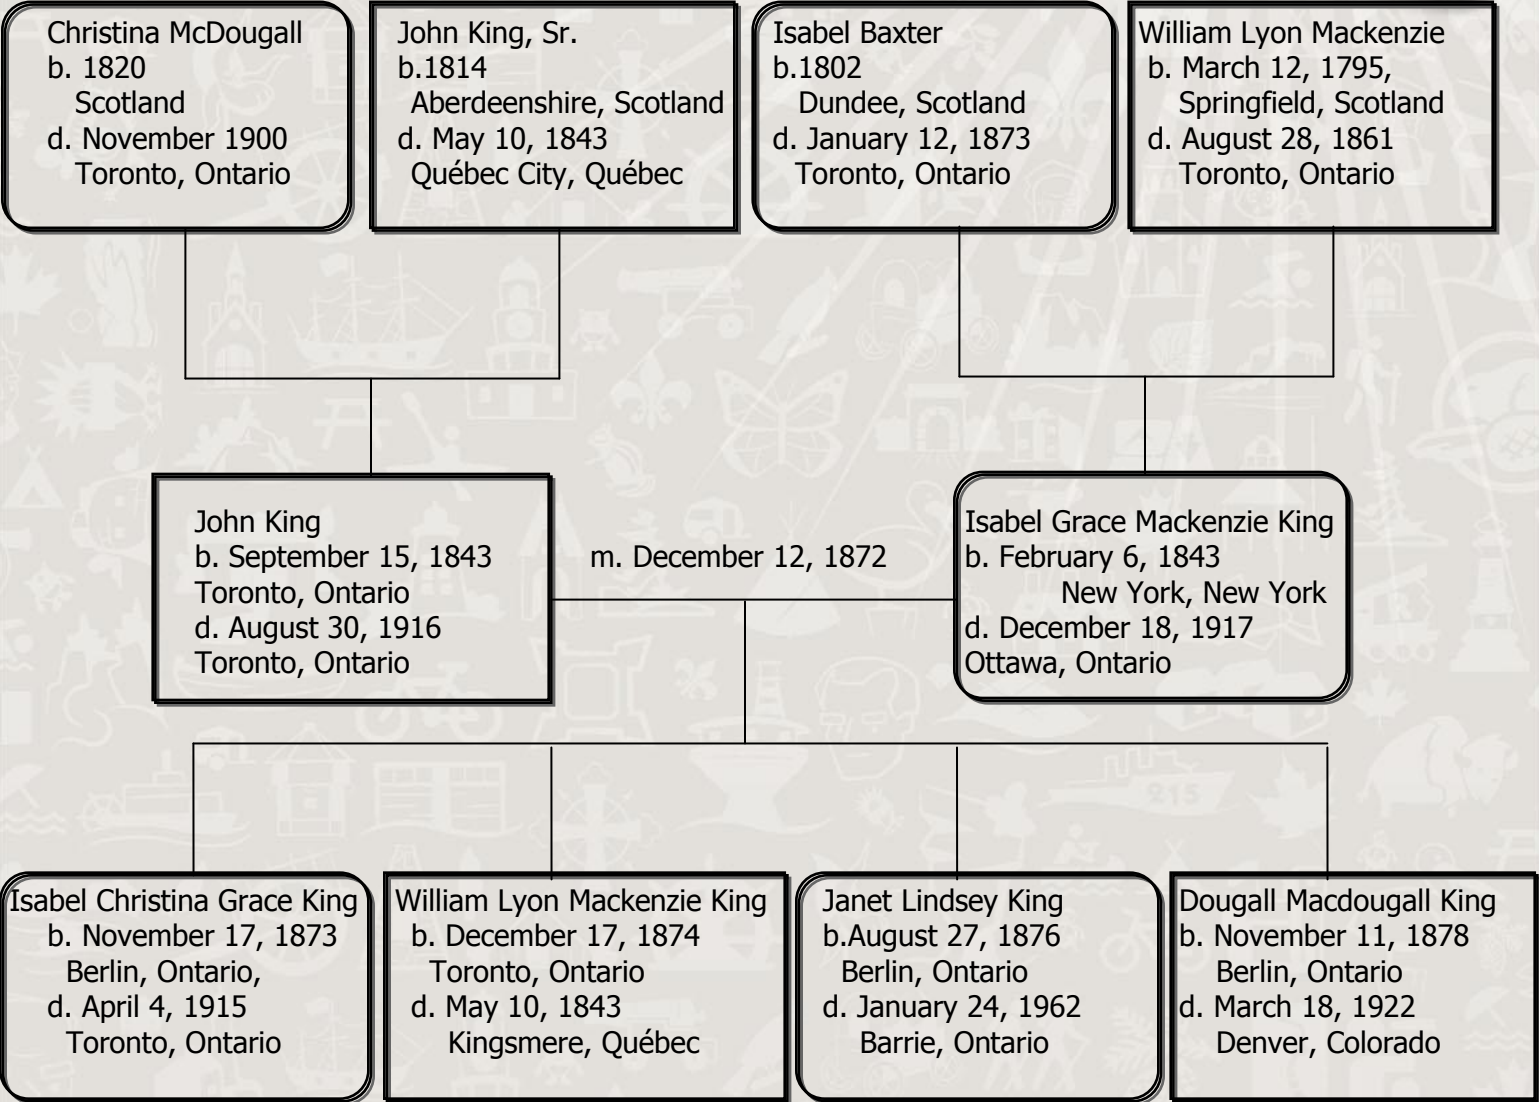 Christina McDougall
b. 1820
Scotland
d. November 1900
Toronto, Ontario
John King, Sr.
b.1814
Aberdeenshire, Scotland
d. May 10, 1843
Québec City, Québec
Isabel Baxter
b.1802
Dundee, Scotland
d. January 12, 1873
Toronto, Ontario
William Lyon Mackenzie
b. March 12, 1795,
Springfield, Scotland
d. August 28, 1861
Toronto, Ontario
John King
b. September 15, 1843
Toronto, Ontario
d. August 30, 1916
Toronto, Ontario
m. December 12, 1872
Isabel Grace Mackenzie King
b. February 6, 1843
New York, New York
d. December 18, 1917
Ottawa, Ontario
215
Isabel Christina Grace King
b. November 17, 1873
Berlin, Ontario,
d. April 4, 1915
Toronto, Ontario
William Lyon Mackenzie King
b. December 17, 1874
Toronto, Ontario
d. May 10, 1843
Kingsmere, Québec
Janet Lindsey King
b.August 27, 1876
Berlin, Ontario
d. January 24, 1962
Barrie, Ontario
Dougall Macdougall King
b. November 11, 1878
Berlin, Ontario
d. March 18, 1922
Denver, Colorado